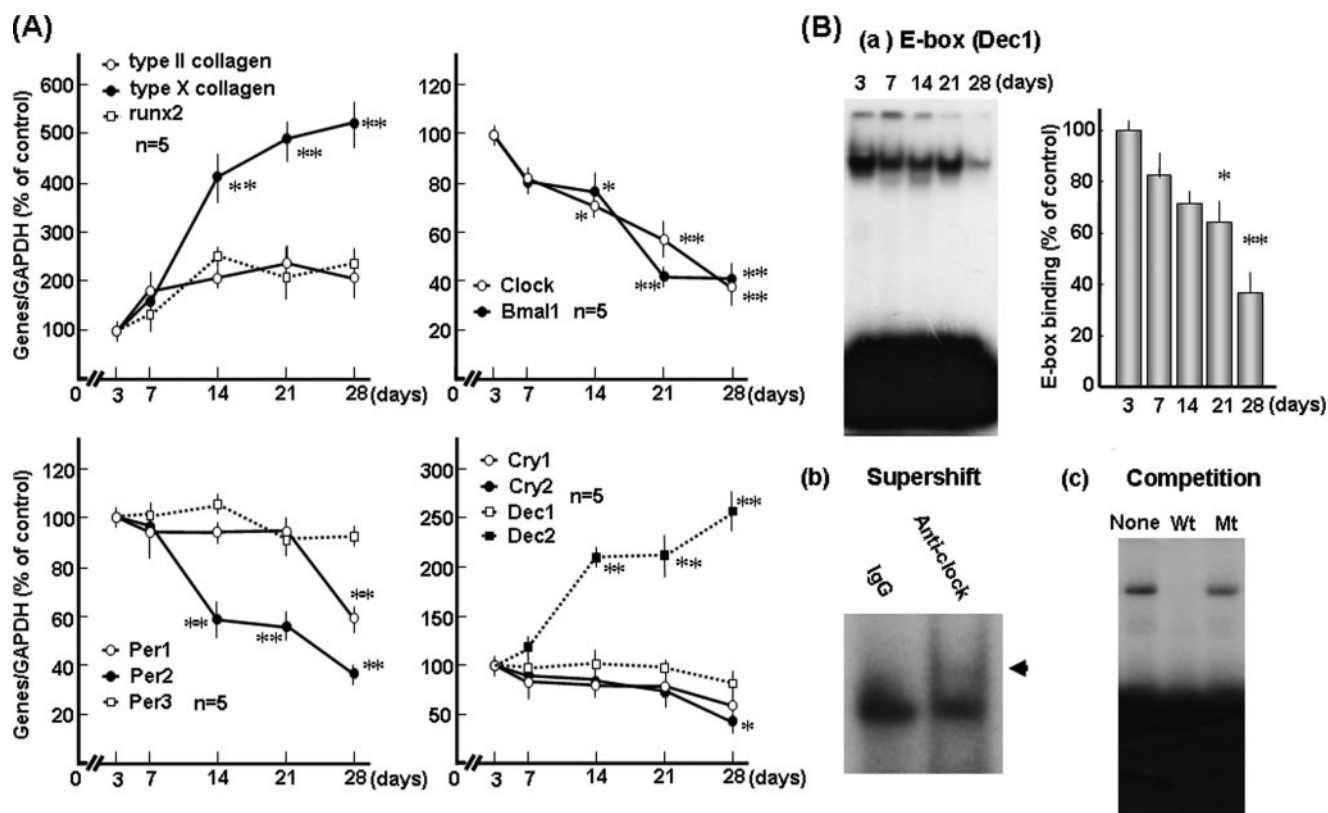 (A)
Genes/GAPDH (% of control)
600
500
400
300
200
100
0
type II collagen
type X collagen
runx2
n=5
**
**
**
3 7 14 21 28 (days)
120
100
80
60
40
20
0
*
*
**
**
**
**
Clock
Bmal1 n=5
3 7 14 21 28 (days)
Genes/GAPDH (% of control)
120
100
80
60
40
20
0
**
**
**
**
Per1
Per2
Per3 n=5
3 7 14 21 28 (days)
300
250
200
150
100
50
0
Cry1
Cry2
Dec1
Dec2
n=5
**
**
**
*
3 7 14 21 28 (days)
(B)
(a) E-box (Dec1)
3 7 14 21 28 (days)
E-box binding (% of control)
100
80
60
40
20
0
*
**
3 7 14 21 28 (days)
(b) Supershift
IgG
Anti-clock
(c) Competition
None Wt Mt